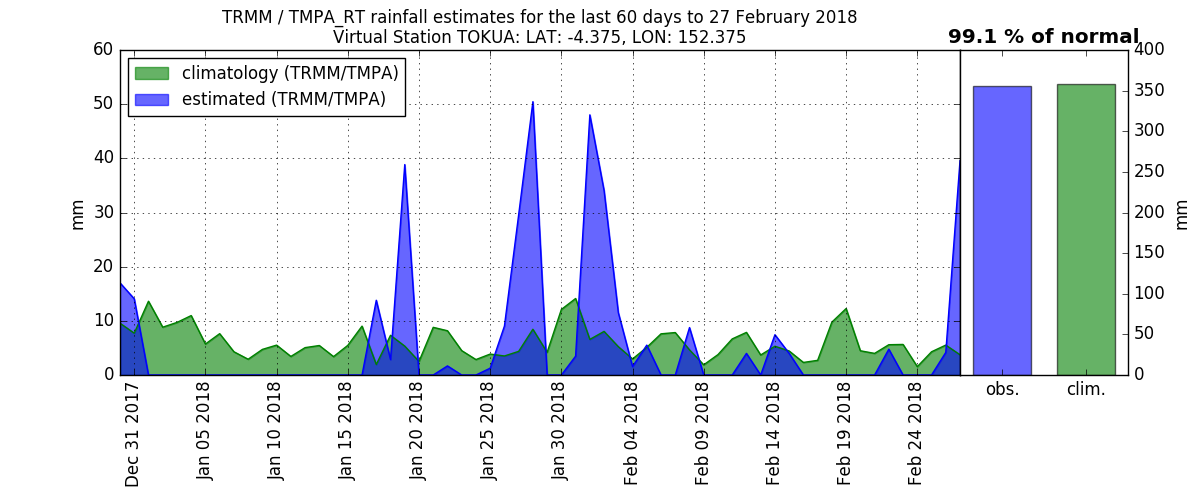 TRMM / TMPA_RT rainfall estimates for the last 60 days to 27 February 2018
Virtual Station TOKUA: LAT: -4.375, LON: 152.375
99.1 % of normal
climatology (TRMM/TMPA)
estimated (TRMM/TMPA)
60
50
40
30
20
10
0
mm
Dec 31 2017
Jan 05 2018
Jan 10 2018
Jan 15 2018
Jan 20 2018
Jan 25 2018
Jan 30 2018
Feb 04 2018
Feb 09 2018
Feb 14 2018
Feb 19 2018
Feb 24 2018
obs.
clim.
400
350
300
250
200
150
100
50
0
mm